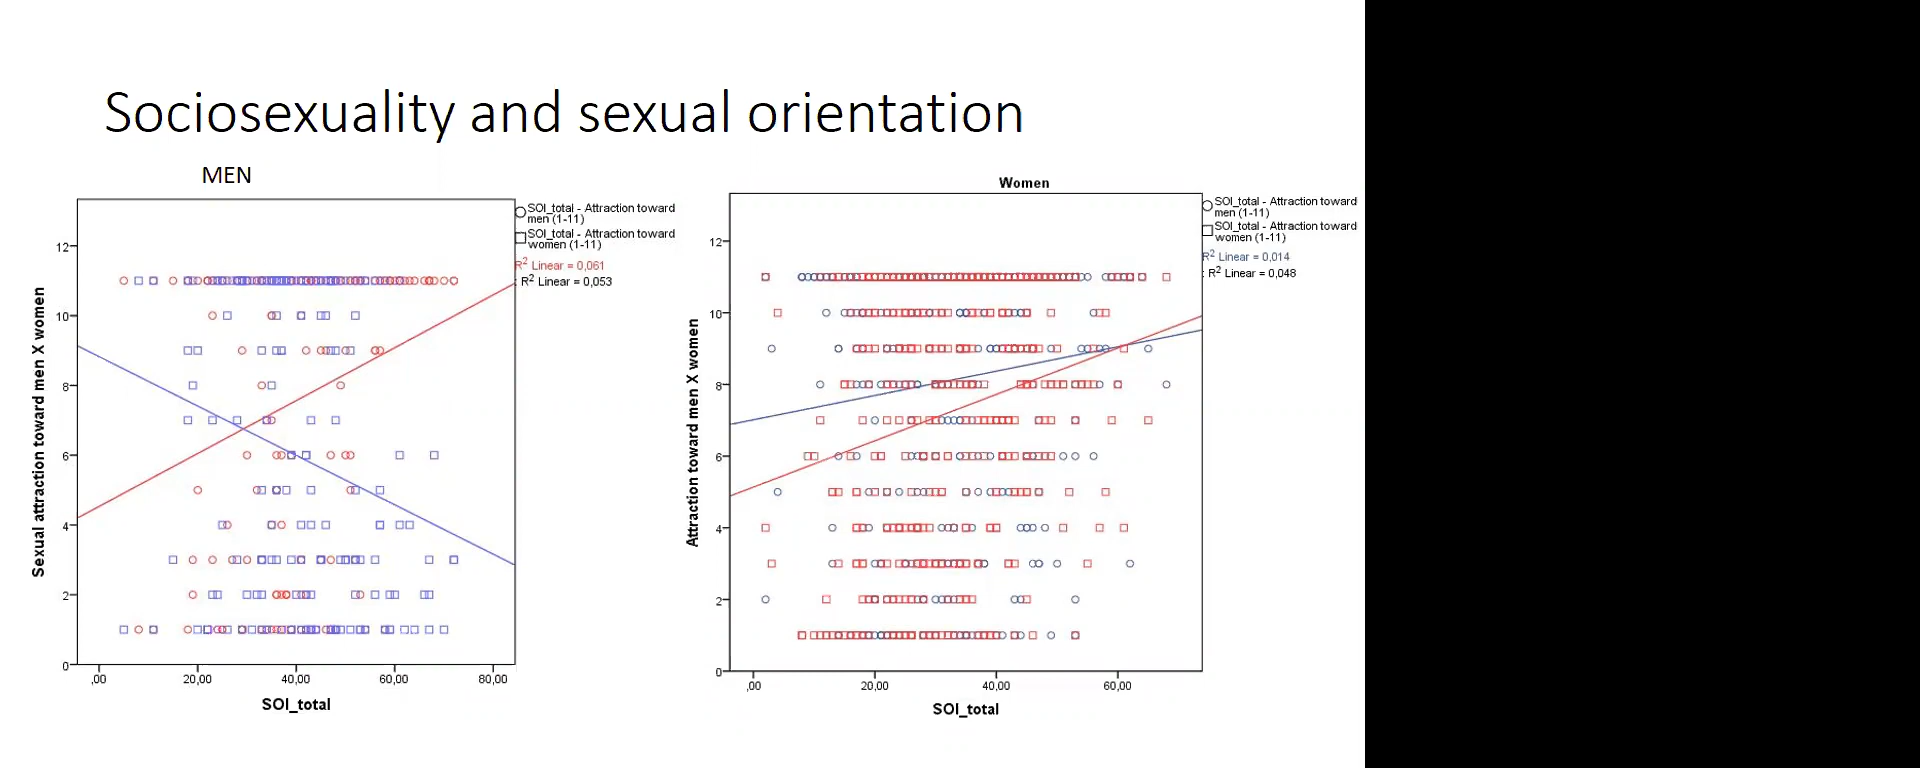 Sociosexuality and sexual orientation
MEN
SOI_total - Attraction toward
men (1-11)
SOI_total - Attraction toward
women (1-11)
R² Linear = 0,061
: R² Linear = 0,053
Sexual attraction toward men X women
12
10
8
6
4
2
0
,00
20,00
40,00
60,00
80,00
SOI_total
Women
SOI_total - Attraction toward
men (1-11)
SOI_total - Attraction toward
women (1-11)
R² Linear = 0,014
: R² Linear = 0,048
Attraction toward men X women
12
10
8
6
4
2
0
,00
20,00
40,00
60,00
SOI_total